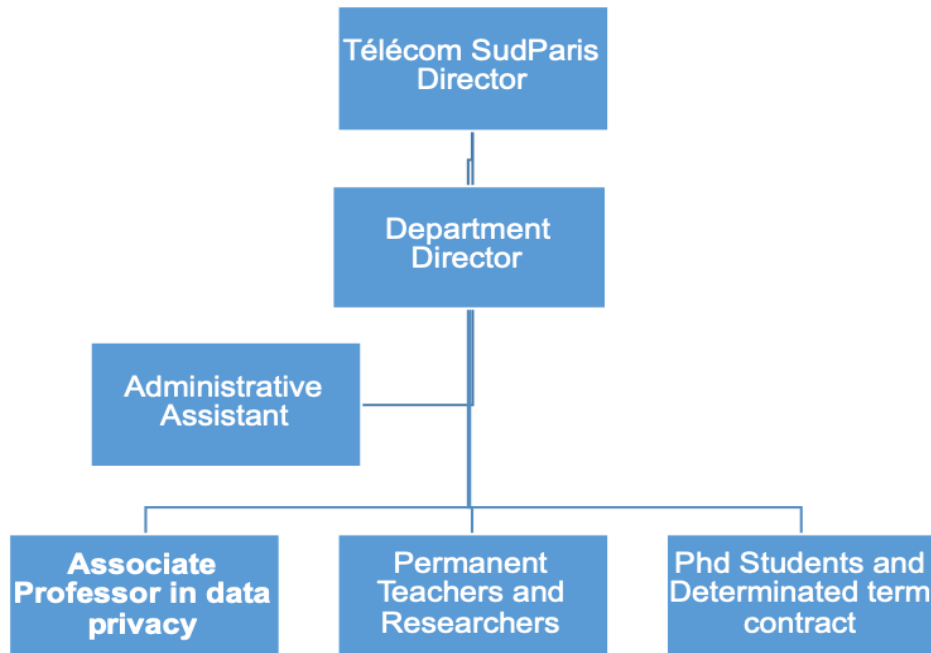 Télécom SudParis
Director
Department
Director
Administrative
Assistant
Associate
Professor in data
privacy
Permanent
Teachers and
Researchers
Phd Students and
Determinated term
contract